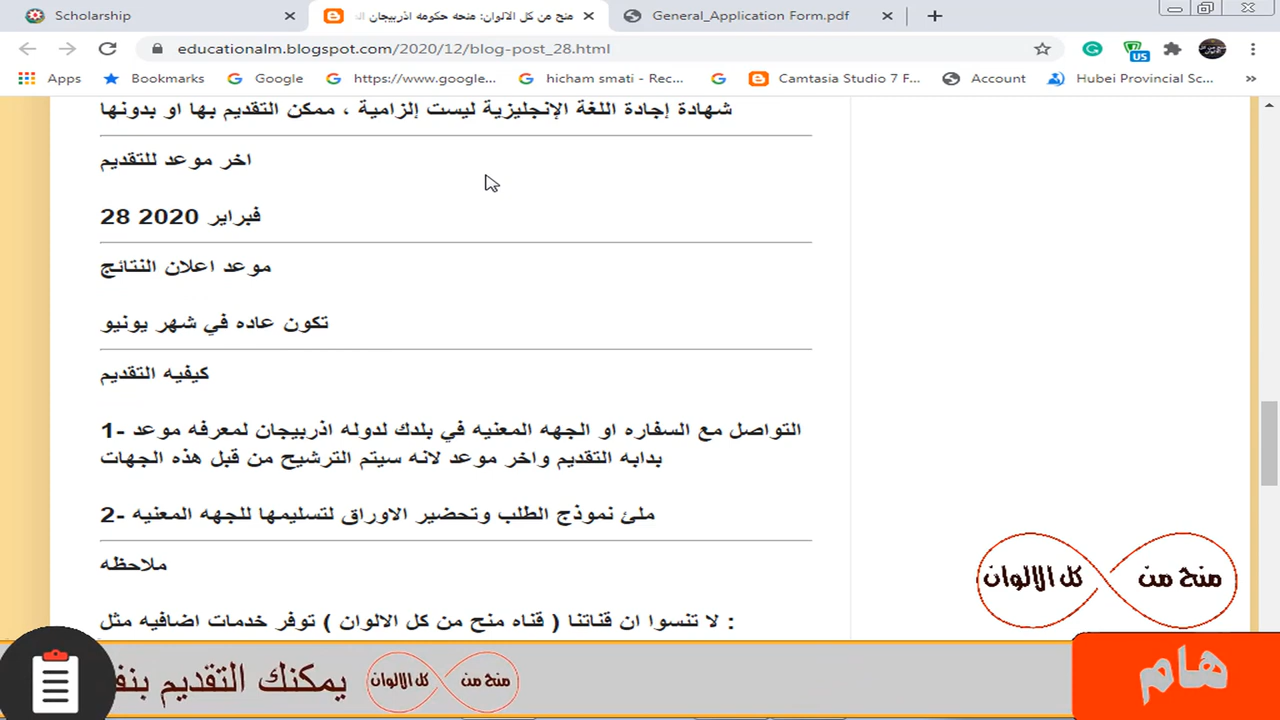 Scholarship
منح من كل الالوان: منحه حكومه اذربيجان
General_Application Form.pdf
educationalm.blogspot.com/2020/12/blog-post_28.html
US
Apps
Bookmarks
Google
https://www.google...
hicham smati - Rec...
Camtasia Studio 7 F...
Account
Hubei Provincial Sc...
»
شهادة إجادة اللغة الإنجليزية ليست إلزامية ، ممكن التقديم بها او بدونها
اخر موعد للتقديم
28 فبراير 2020
موعد اعلان النتائج
تكون عاده في شهر يونيو
كيفيه التقديم
1- التواصل مع السفاره او الجهه المعنيه في بلدك لدوله اذربيجان لمعرفه موعد
بدابه التقديم واخر موعد لانه سيتم الترشيح من قبل هذه الجهات
2- ملئ نموذج الطلب وتحضير الاوراق لتسليمها للجهه المعنيه
ملاحظه
لا تنسوا ان قناتنا ( قناه منح من كل الالوان ) توفر خدمات اضافيه مثل :
منح من كل الالوان
هام
منح من كل الالوان
يمكنك التقديم